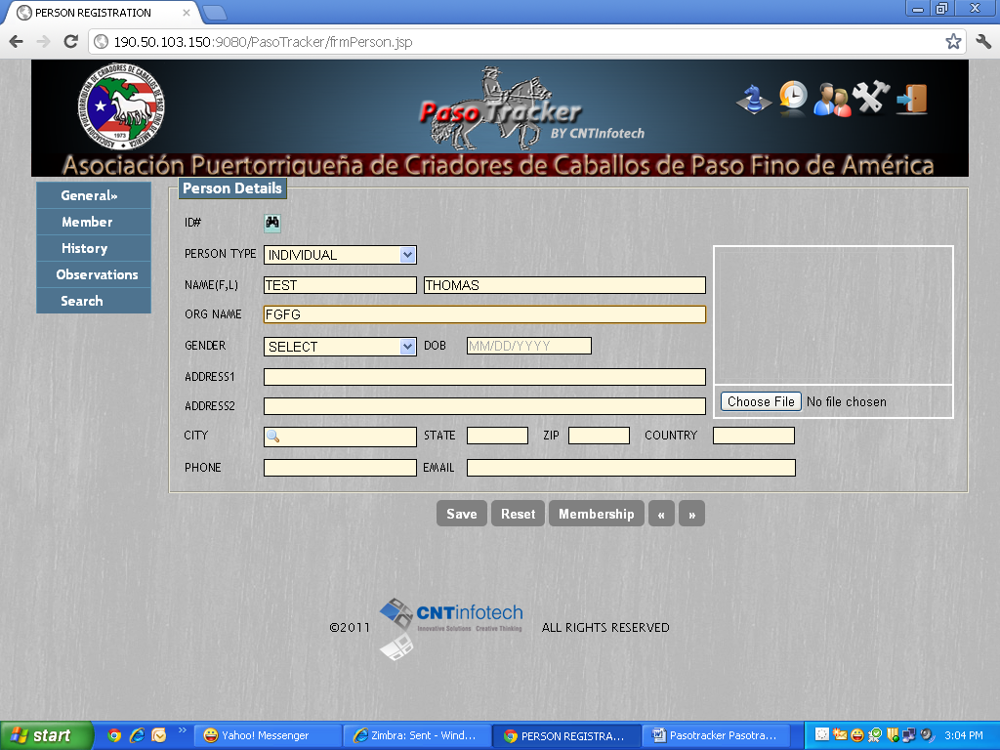 PERSON REGISTRATION
190.50.103.150:9080/PasoTracker/frmPerson.jsp
1973
Paso Tracker
BY CNTInfotech
Asociación Puertorriqueña de Criadores de Caballos de Paso Fino de América
General»
Member
History
Observations
Search
Person Details
ID#
PERSON TYPE INDIVIDUAL
NAME(F,L) TEST THOMAS
ORG NAME FGFG
GENDER SELECT DOB MM/DD/YYYY
ADDRESS1
ADDRESS2
Choose File No file chosen
CITY STATE ZIP COUNTRY
PHONE EMAIL
Save Reset Membership « »
©2011 CNTinfotech ALL RIGHTS RESERVED
Innovative Solutions Creative Thinking
start » Yahoo! Messenger Zimbra: Sent - Wind... PERSON REGISTRA... Pasotracker Pasotra... 3:04 PM